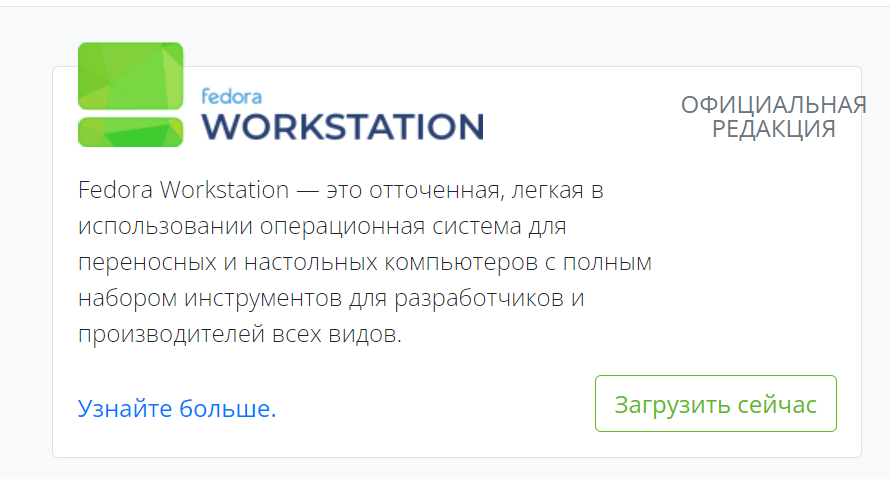 fedora
WORKSTATION
ОФИЦИАЛЬНАЯ
РЕДАКЦИЯ
Fedora Workstation — это отточенная, легкая в
использовании операционная система для
переносных и настольных компьютеров с полным
набором инструментов для разработчиков и
производителей всех видов.
Узнайте больше.
Загрузить сейчас